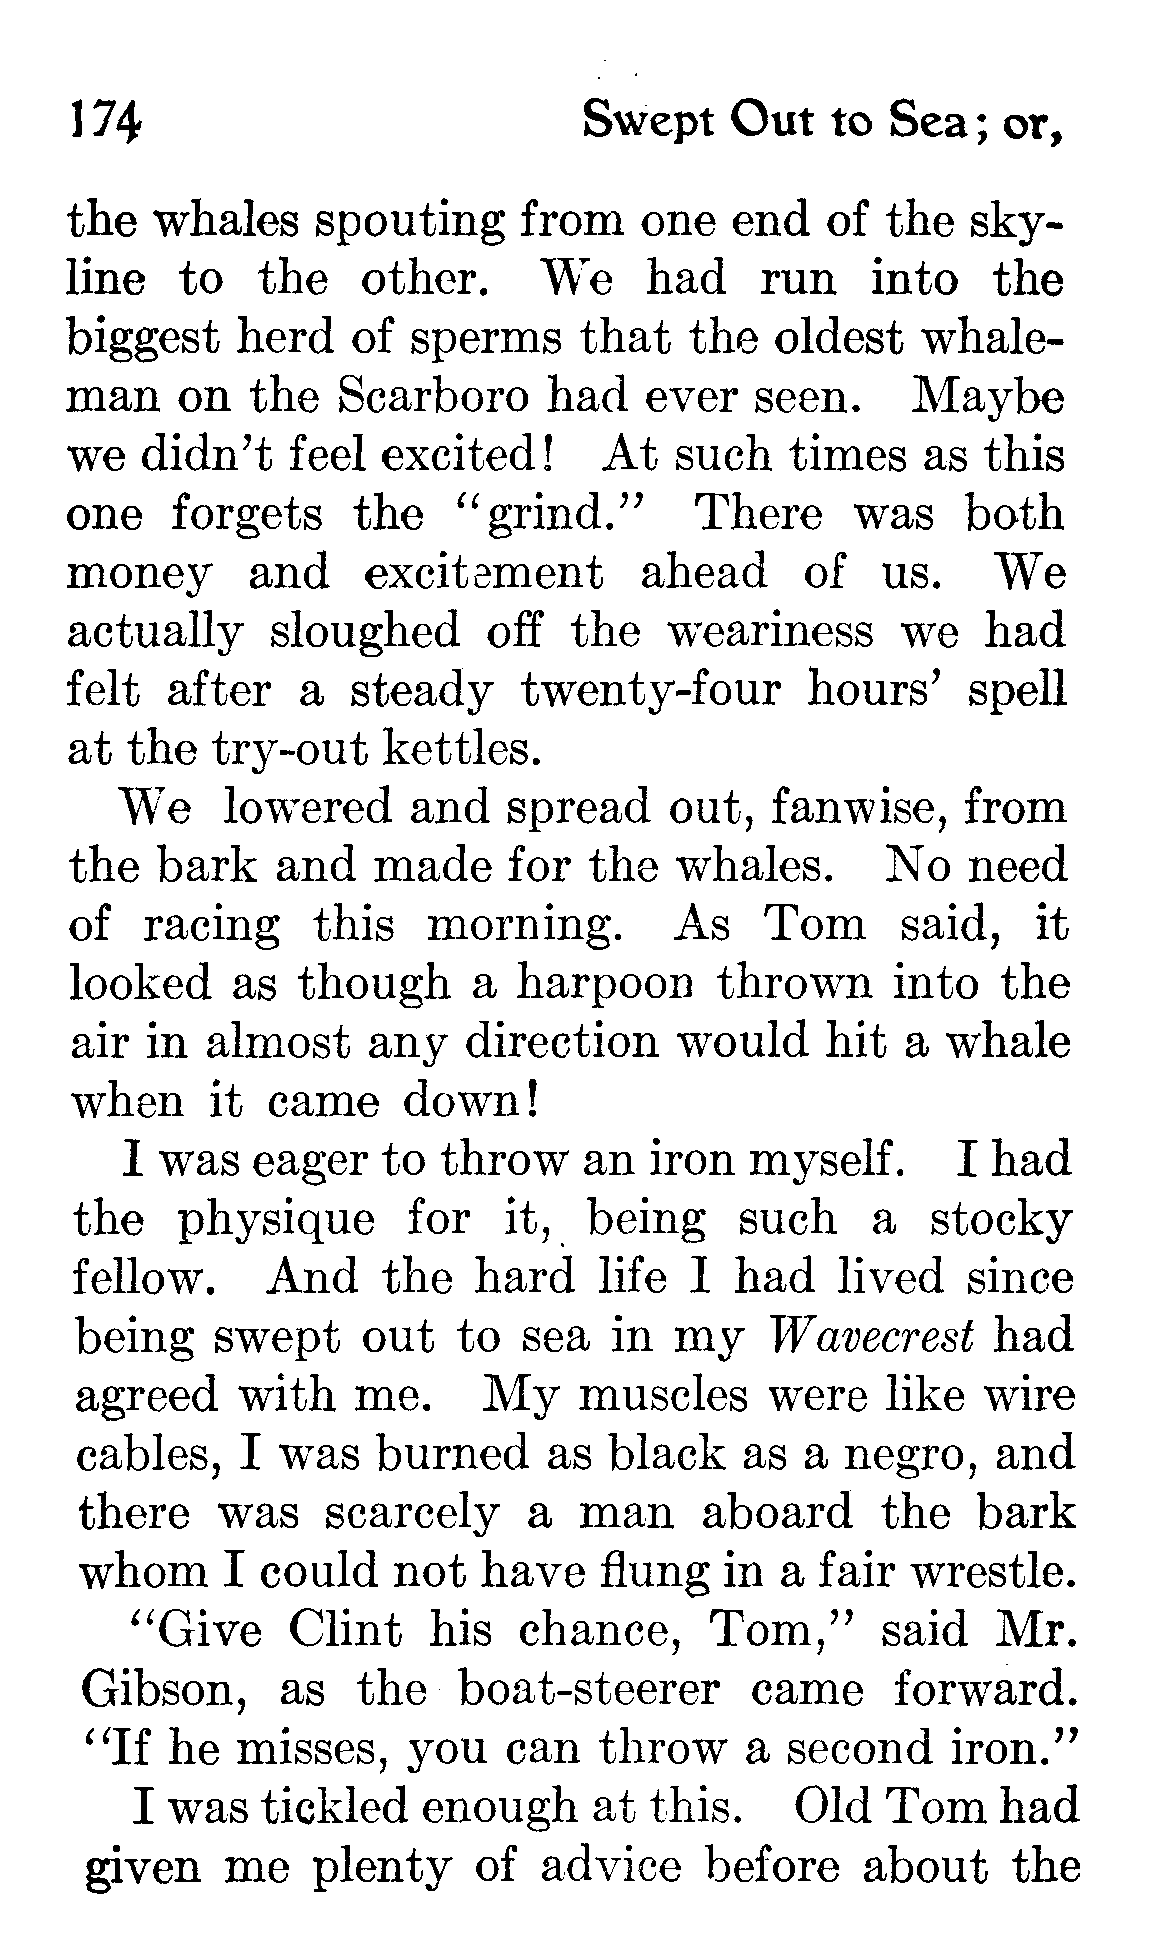 174 Swept Out to Sea; or,
the whales spouting from one end of the sky-
line to the other. We had run into the
biggest herd of sperms that the oldest whale-
man on the Scarboro had ever seen. Maybe
we didn't feel excited! At such times as this
one forgets the "grind." There was both
money and excitement ahead of us. We
actually sloughed off the weariness we had
felt after a steady twenty-four hours' spell
at the try-out kettles.
We lowered and spread out, fanwise, from
the bark and made for the whales. No need
of racing this morning. As Tom said, it
looked as though a harpoon thrown into the
air in almost any direction would hit a whale
when it came down!
I was eager to throw an iron myself. I had
the physique for it, being such a stocky
fellow. And the hard life I had lived since
being swept out to sea in my Wavecrest had
agreed with me. My muscles were like wire
cables, I was burned as black as a negro, and
there was scarcely a man aboard the bark
whom I could not have flung in a fair wrestle.
"Give Clint his chance, Tom," said Mr.
Gibson, as the boat-steerer came forward.
"If he misses, you can throw a second iron."
I was tickled enough at this. Old Tom had
given me plenty of advice before about the